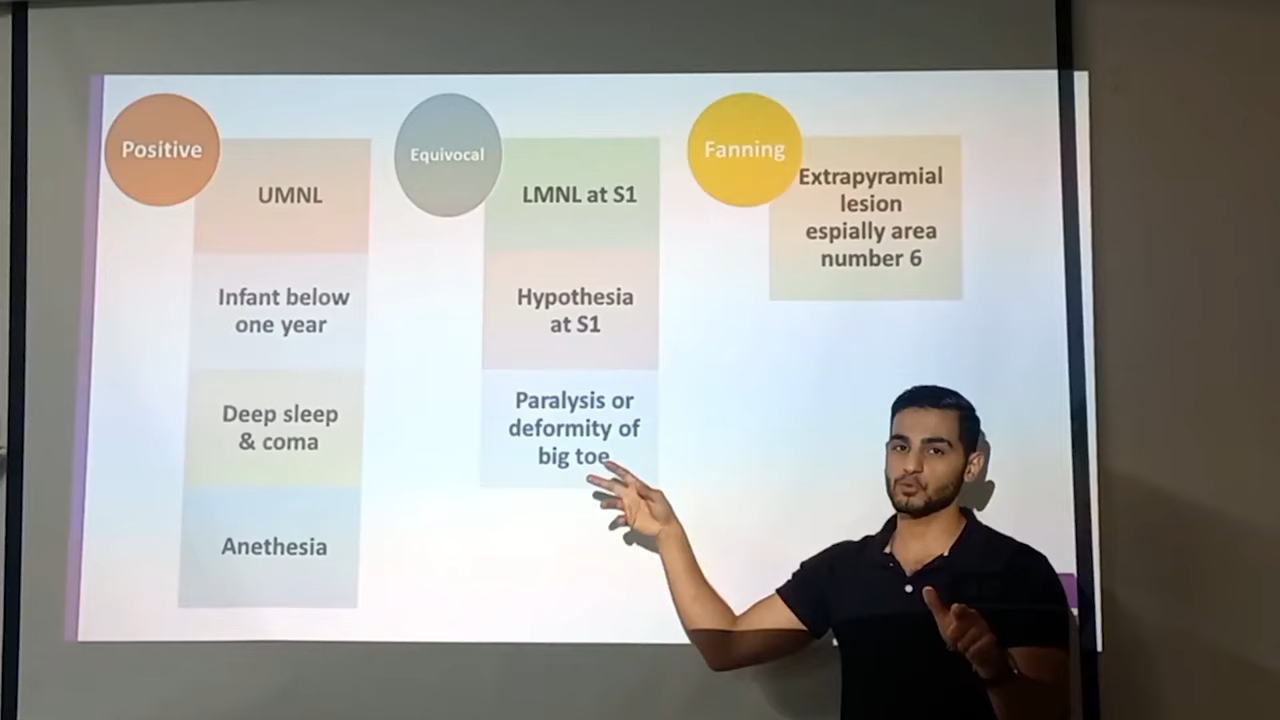 Positive
UMNL
Infant below
one year
Deep sleep
& coma
Anethesia
Equivocal
LMNL at S1
Hypothesia
at S1
Paralysis or
deformity of
big toe
Fanning
Extrapyramial
lesion
espially area
number 6